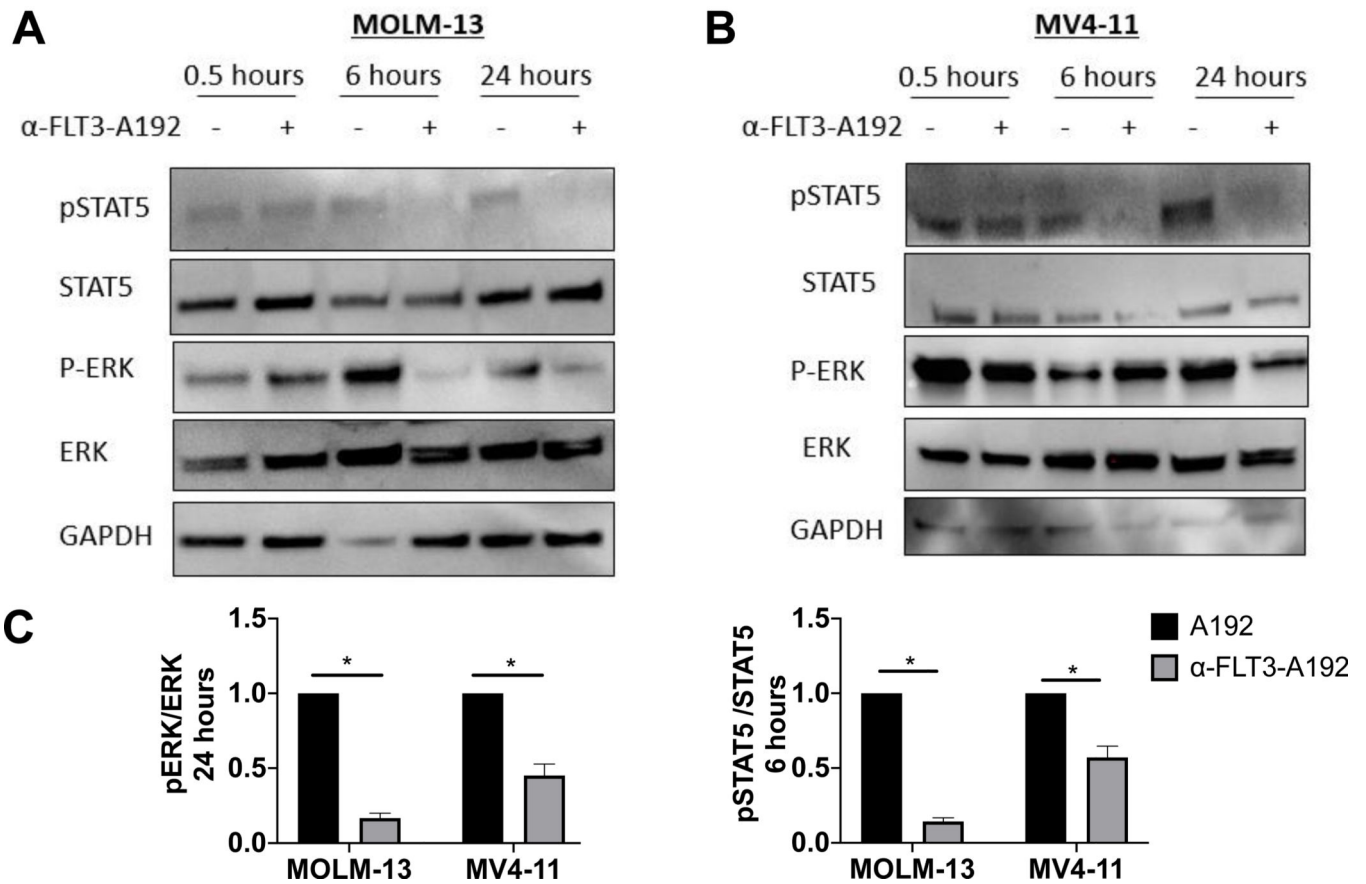 A
MOLM-13
0.5 hours 6 hours 24 hours
α-FLT3-A192 - + - + - +
pSTAT5
STAT5
P-ERK
ERK
GAPDH
B
MV4-11
0.5 hours 6 hours 24 hours
α-FLT3-A192 - + - + - +
pSTAT5
STAT5
P-ERK
ERK
GAPDH
C
pERK/ERK
24 hours
1.5
1.0
0.5
0.0
* *
MOLM-13 MV4-11
pSTAT5 /STAT5
6 hours
1.5
1.0
0.5
0.0
* *
MOLM-13 MV4-11
A192
α-FLT3-A192